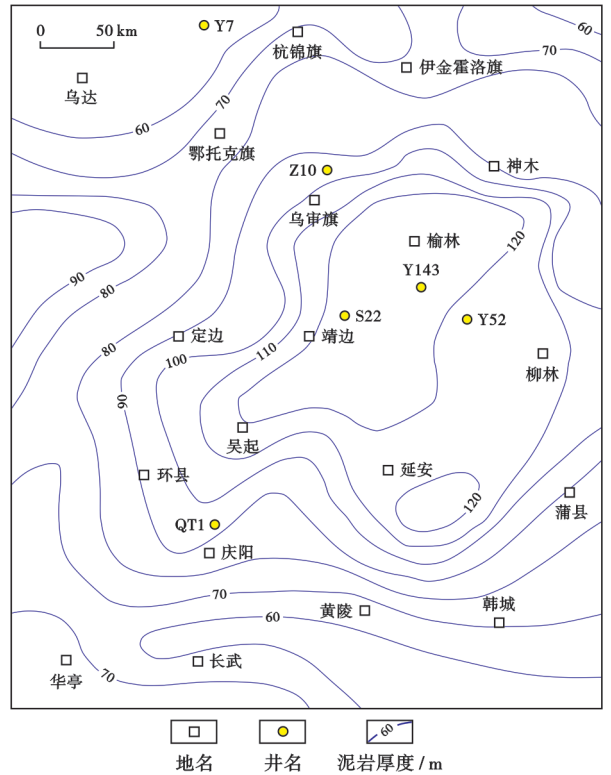 Y7
0 50 km
杭锦旗
60
70
伊金霍洛旗
乌达
70
60
鄂托克旗
Z10
神木
乌审旗
榆林
120
Y143
90
80
S22
Y52
定边
靖边
80
100
110
柳林
90
吴起
环县
延安
120
蒲县
QT1
庆阳
70
黄陵
韩城
60
华亭
70
长武
60
地名
井名
泥岩厚度 / m